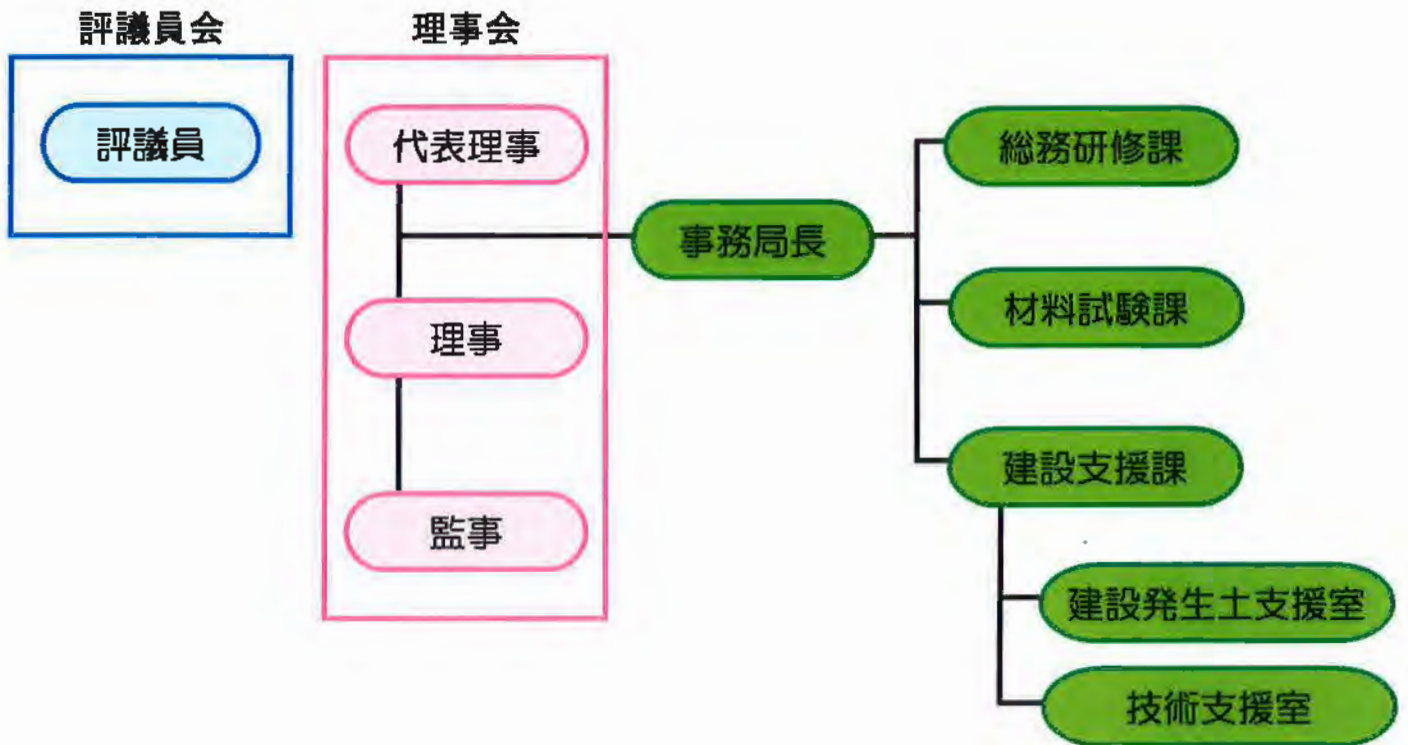 評議員会
評議員
理事会
代表理事
理事
監事
事務局長
総務研修課
材料試験課
建設支援課
建設発生土支援室
技術支援室